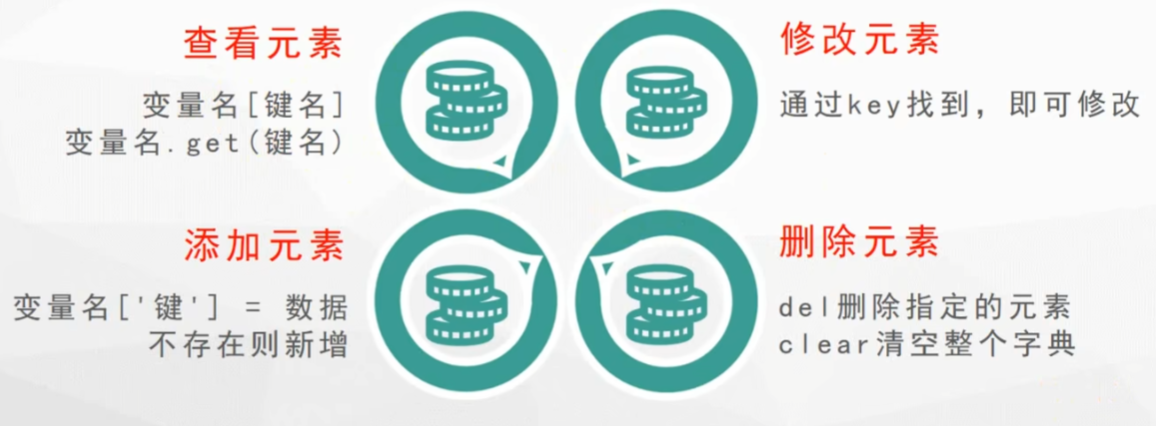 查看元素
变量名[键名]
变量名.get(键名)
修改元素
通过key找到，即可修改
添加元素
变量名['键'] = 数据
不存在则新增
删除元素
del删除指定的元素
clear清空整个字典